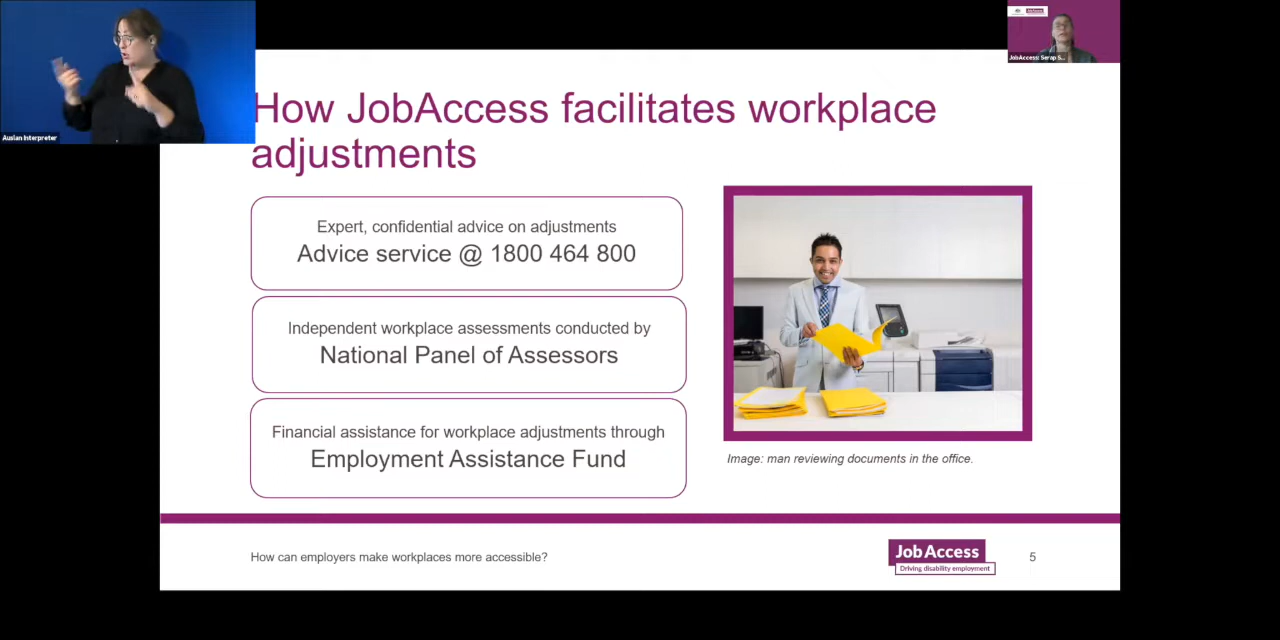 Auslan Interpreter
JobAccess: Serap S...
How JobAccess facilitates workplace
adjustments
Expert, confidential advice on adjustments
Advice service @ 1800 464 800
Independent workplace assessments conducted by
National Panel of Assessors
Financial assistance for workplace adjustments through
Employment Assistance Fund
Image: man reviewing documents in the office.
How can employers make workplaces more accessible?
JobAccess
Driving disability employment
5